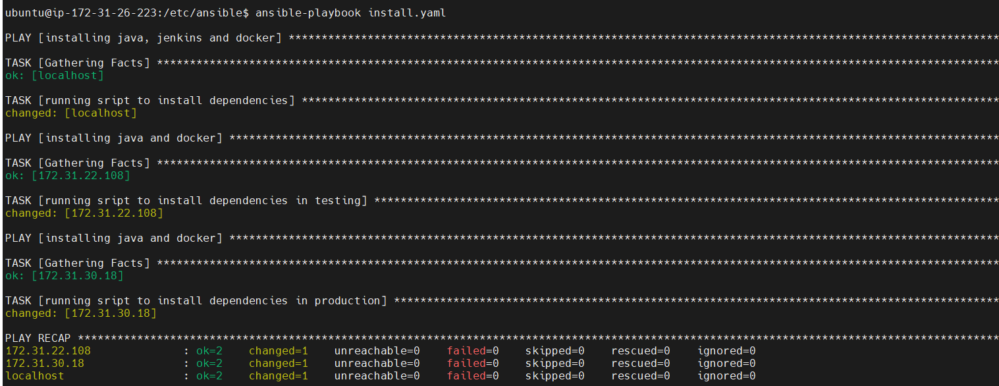 ubuntu@ip-172-31-26-223:/etc/ansible$ ansible-playbook install.yaml
PLAY [installing java, jenkins and docker] ************************************************************************************************************
TASK [Gathering Facts] ********************************************************************************************************************************
ok: [localhost]
TASK [running sript to install dependencies] **********************************************************************************************************
changed: [localhost]
PLAY [installing java and docker] *********************************************************************************************************************
TASK [Gathering Facts] ********************************************************************************************************************************
ok: [172.31.22.108]
TASK [running sript to install dependencies in testing] ***********************************************************************************************
changed: [172.31.22.108]
PLAY [installing java and docker] *********************************************************************************************************************
TASK [Gathering Facts] ********************************************************************************************************************************
ok: [172.31.30.18]
TASK [running sript to install dependencies in production] ********************************************************************************************
changed: [172.31.30.18]
PLAY RECAP ********************************************************************************************************************************************
172.31.22.108              : ok=2    changed=1    unreachable=0    failed=0    skipped=0    rescued=0    ignored=0
172.31.30.18               : ok=2    changed=1    unreachable=0    failed=0    skipped=0    rescued=0    ignored=0
localhost                  : ok=2    changed=1    unreachable=0    failed=0    skipped=0    rescued=0    ignored=0